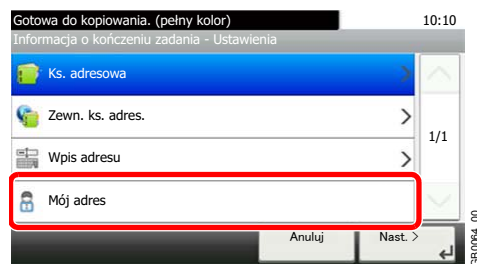 Gotowa do kopiowania. (pełny kolor) 10:10
Informacja o kończeniu zadania - Ustawienia
Ks. adresowa
Zewn. ks. adres.
1/1
Wpis adresu
Mój adres
Anuluj Nast. >
GB0064_00